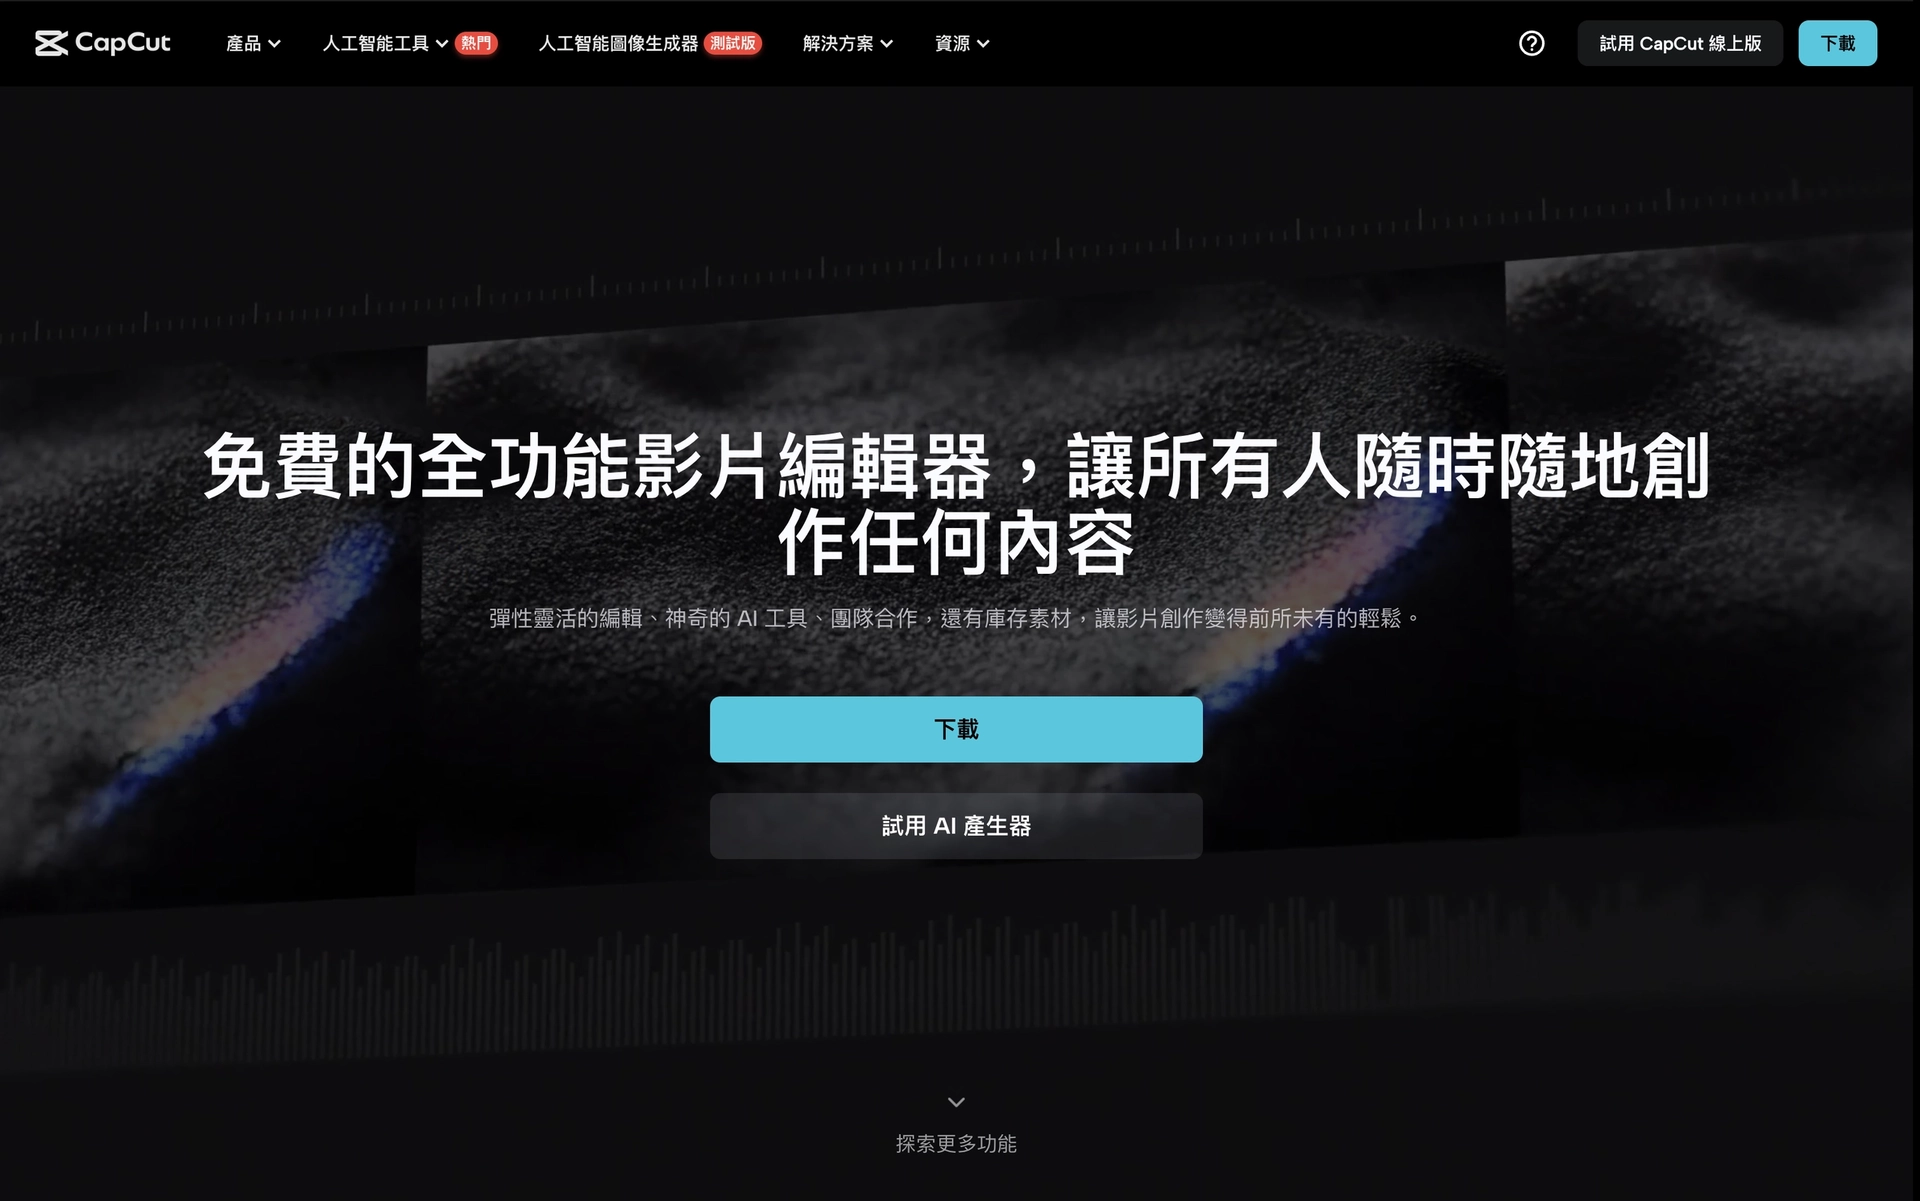 CapCut
產品
人工智能工具 熱門
人工智能圖像生成器 測試版
解決方案
資源
試用 CapCut 線上版
下載
免費的全功能影片編輯器，讓所有人隨時隨地創
作任何內容
彈性靈活的編輯、神奇的 AI 工具、團隊合作，還有庫存素材，讓影片創作變得前所未有的輕鬆。
下載
試用 AI 產生器
探索更多功能